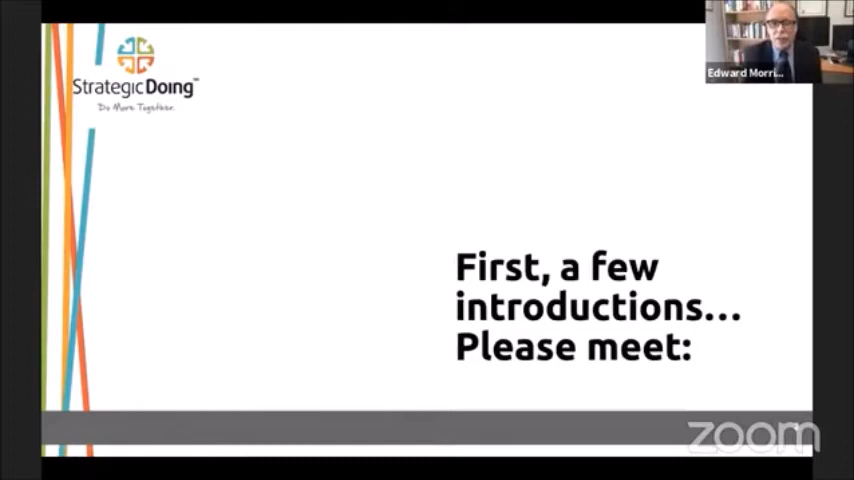 StrategicDoing™
Do More Together.
Edward Morri...
First, a few
introductions...
Please meet:
zoom